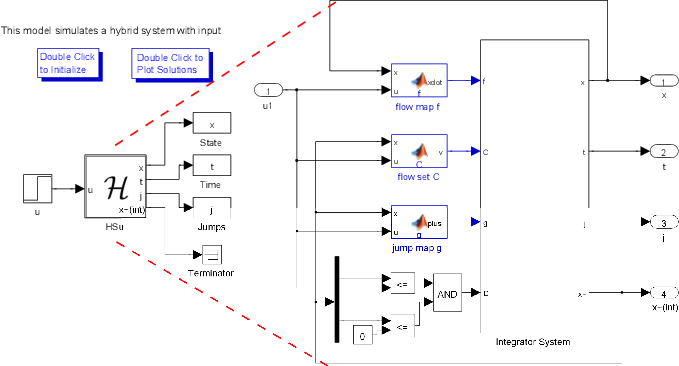 This model simulates a hybrid system with input
Double Click
to Initialize
Double Click to
Plot Solutions
u
u
H
x
t
j
x-(int)
HSu
x
State
t
Time
j
Jumps
Terminator
1
u1
x
u
xdot
f
flow map f
x
u
v
C
flow set C
x
u
xplus
g
jump map g
<=
<=
0
AND
f
C
g
D
x
t
j
x-
Integrator System
1
x
2
t
3
j
4
x-(int)